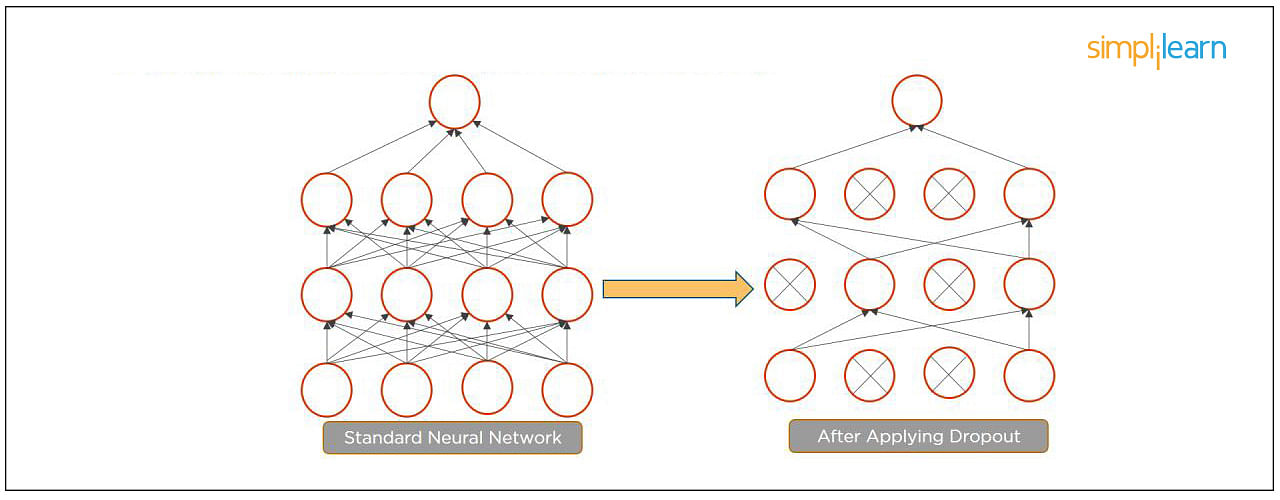 simplilearn
Standard Neural Network
After Applying Dropout